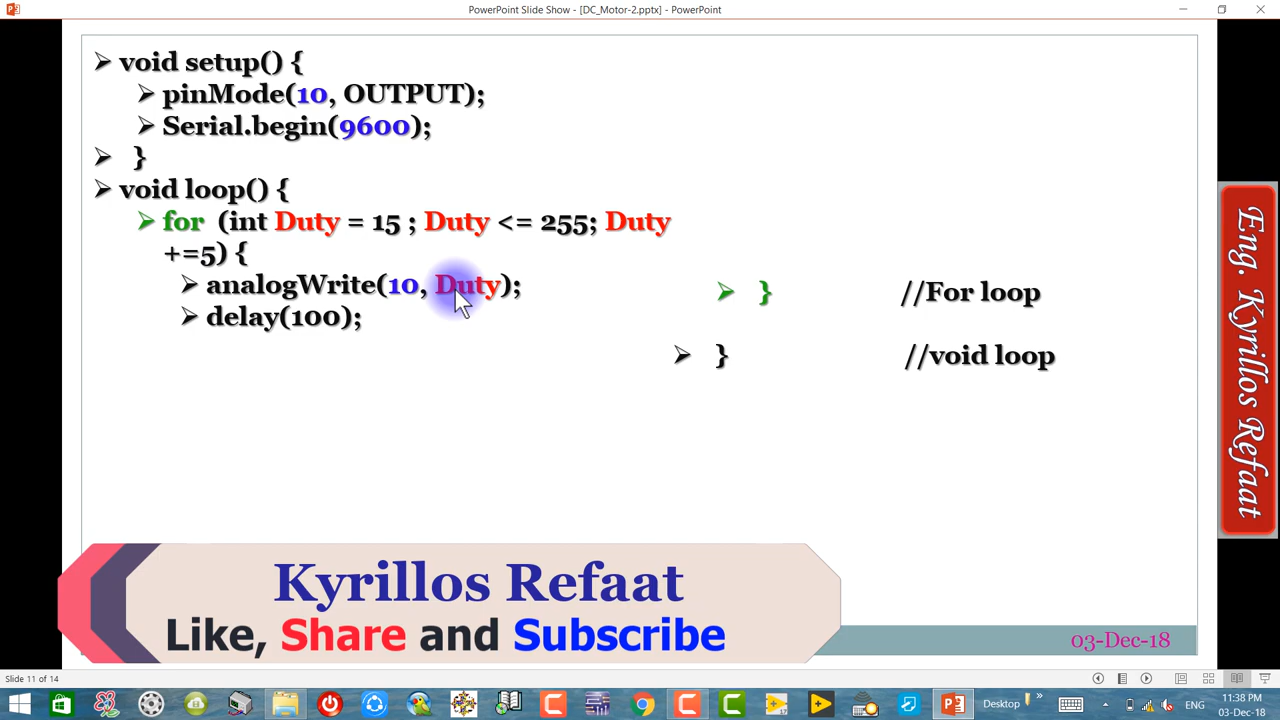 PowerPoint Slide Show - [DC_Motor-2.pptx] - PowerPoint
void setup() {
pinMode(10, OUTPUT);
Serial.begin(9600);
}
void loop() {
for (int Duty = 15 ; Duty <= 255; Duty
+=5) {
analogWrite(10, Duty);
delay(100);
} //For loop
} //void loop
Eng. Kyrillos Refaat
Kyrillos Refaat
Like, Share and Subscribe
03-Dec-18
Slide 11 of 14
Desktop
ENG
11:38 PM
03-Dec-18